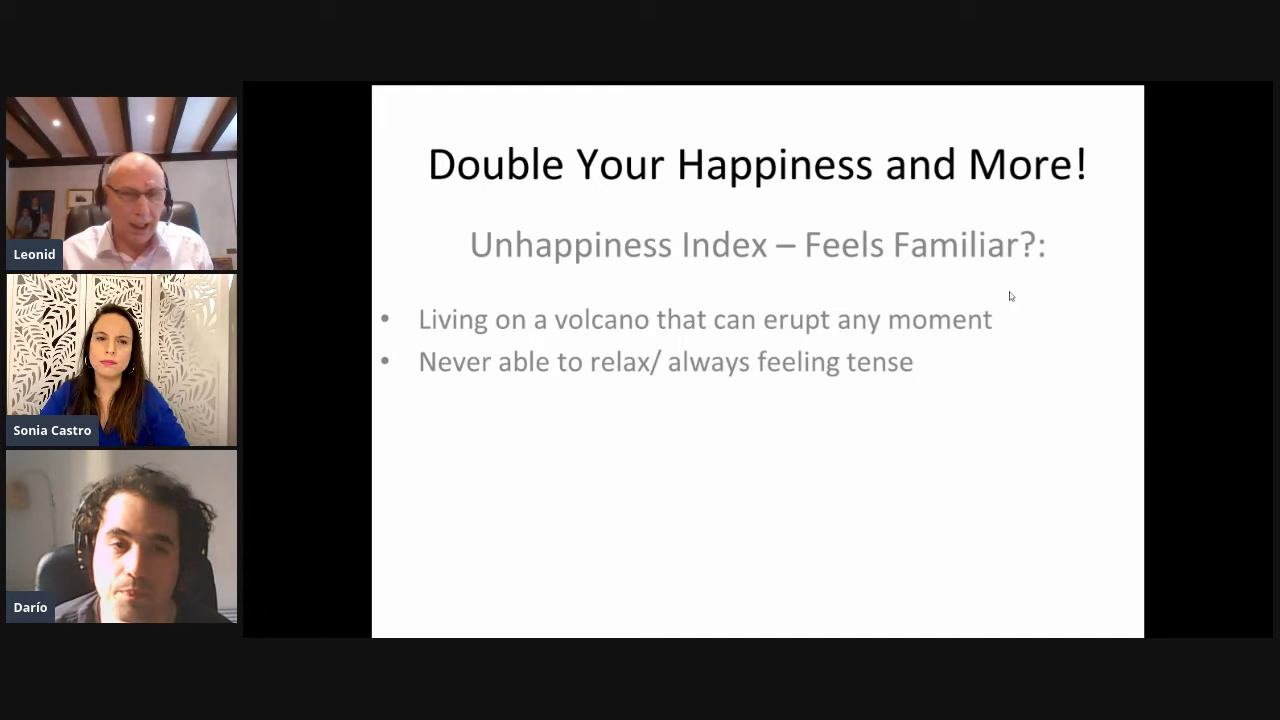 Double Your Happiness and More!
Unhappiness Index – Feels Familiar?:
• Living on a volcano that can erupt any moment
• Never able to relax/ always feeling tense
Leonid
Sonia Castro
Darío